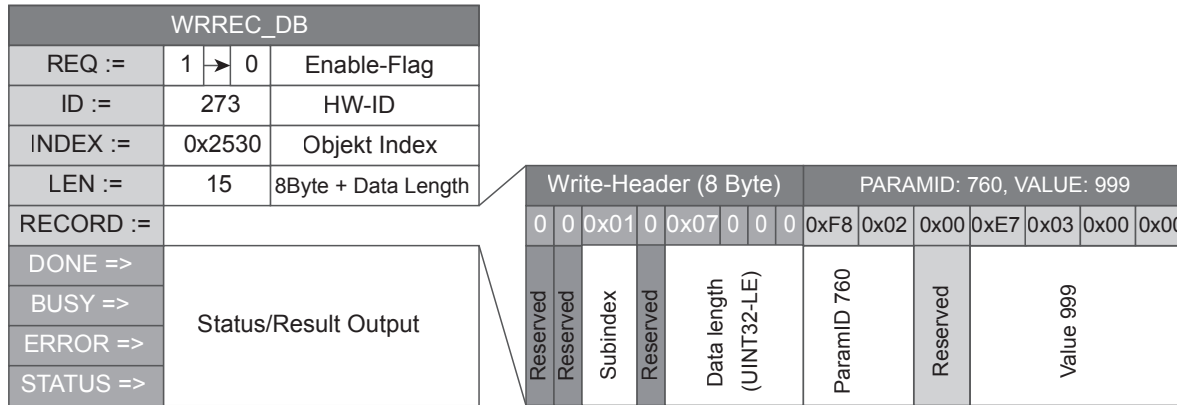 WRREC_DB
REQ := 1 → 0 Enable-Flag
ID := 273 HW-ID
INDEX := 0x2530 Objekt Index
LEN := 15 8Byte + Data Length
RECORD :=
DONE =>
BUSY =>
ERROR =>
STATUS =>
Status/Result Output
Write-Header (8 Byte) PARAMID: 760, VALUE: 999
0 0 0x01 0 0x07 0 0 0 0xF8 0x02 0x00 0xE7 0x03 0x00 0x00
Reserved
Reserved
Subindex
Reserved
Data length
(UINT32-LE)
ParamID 760
Reserved
Value 999